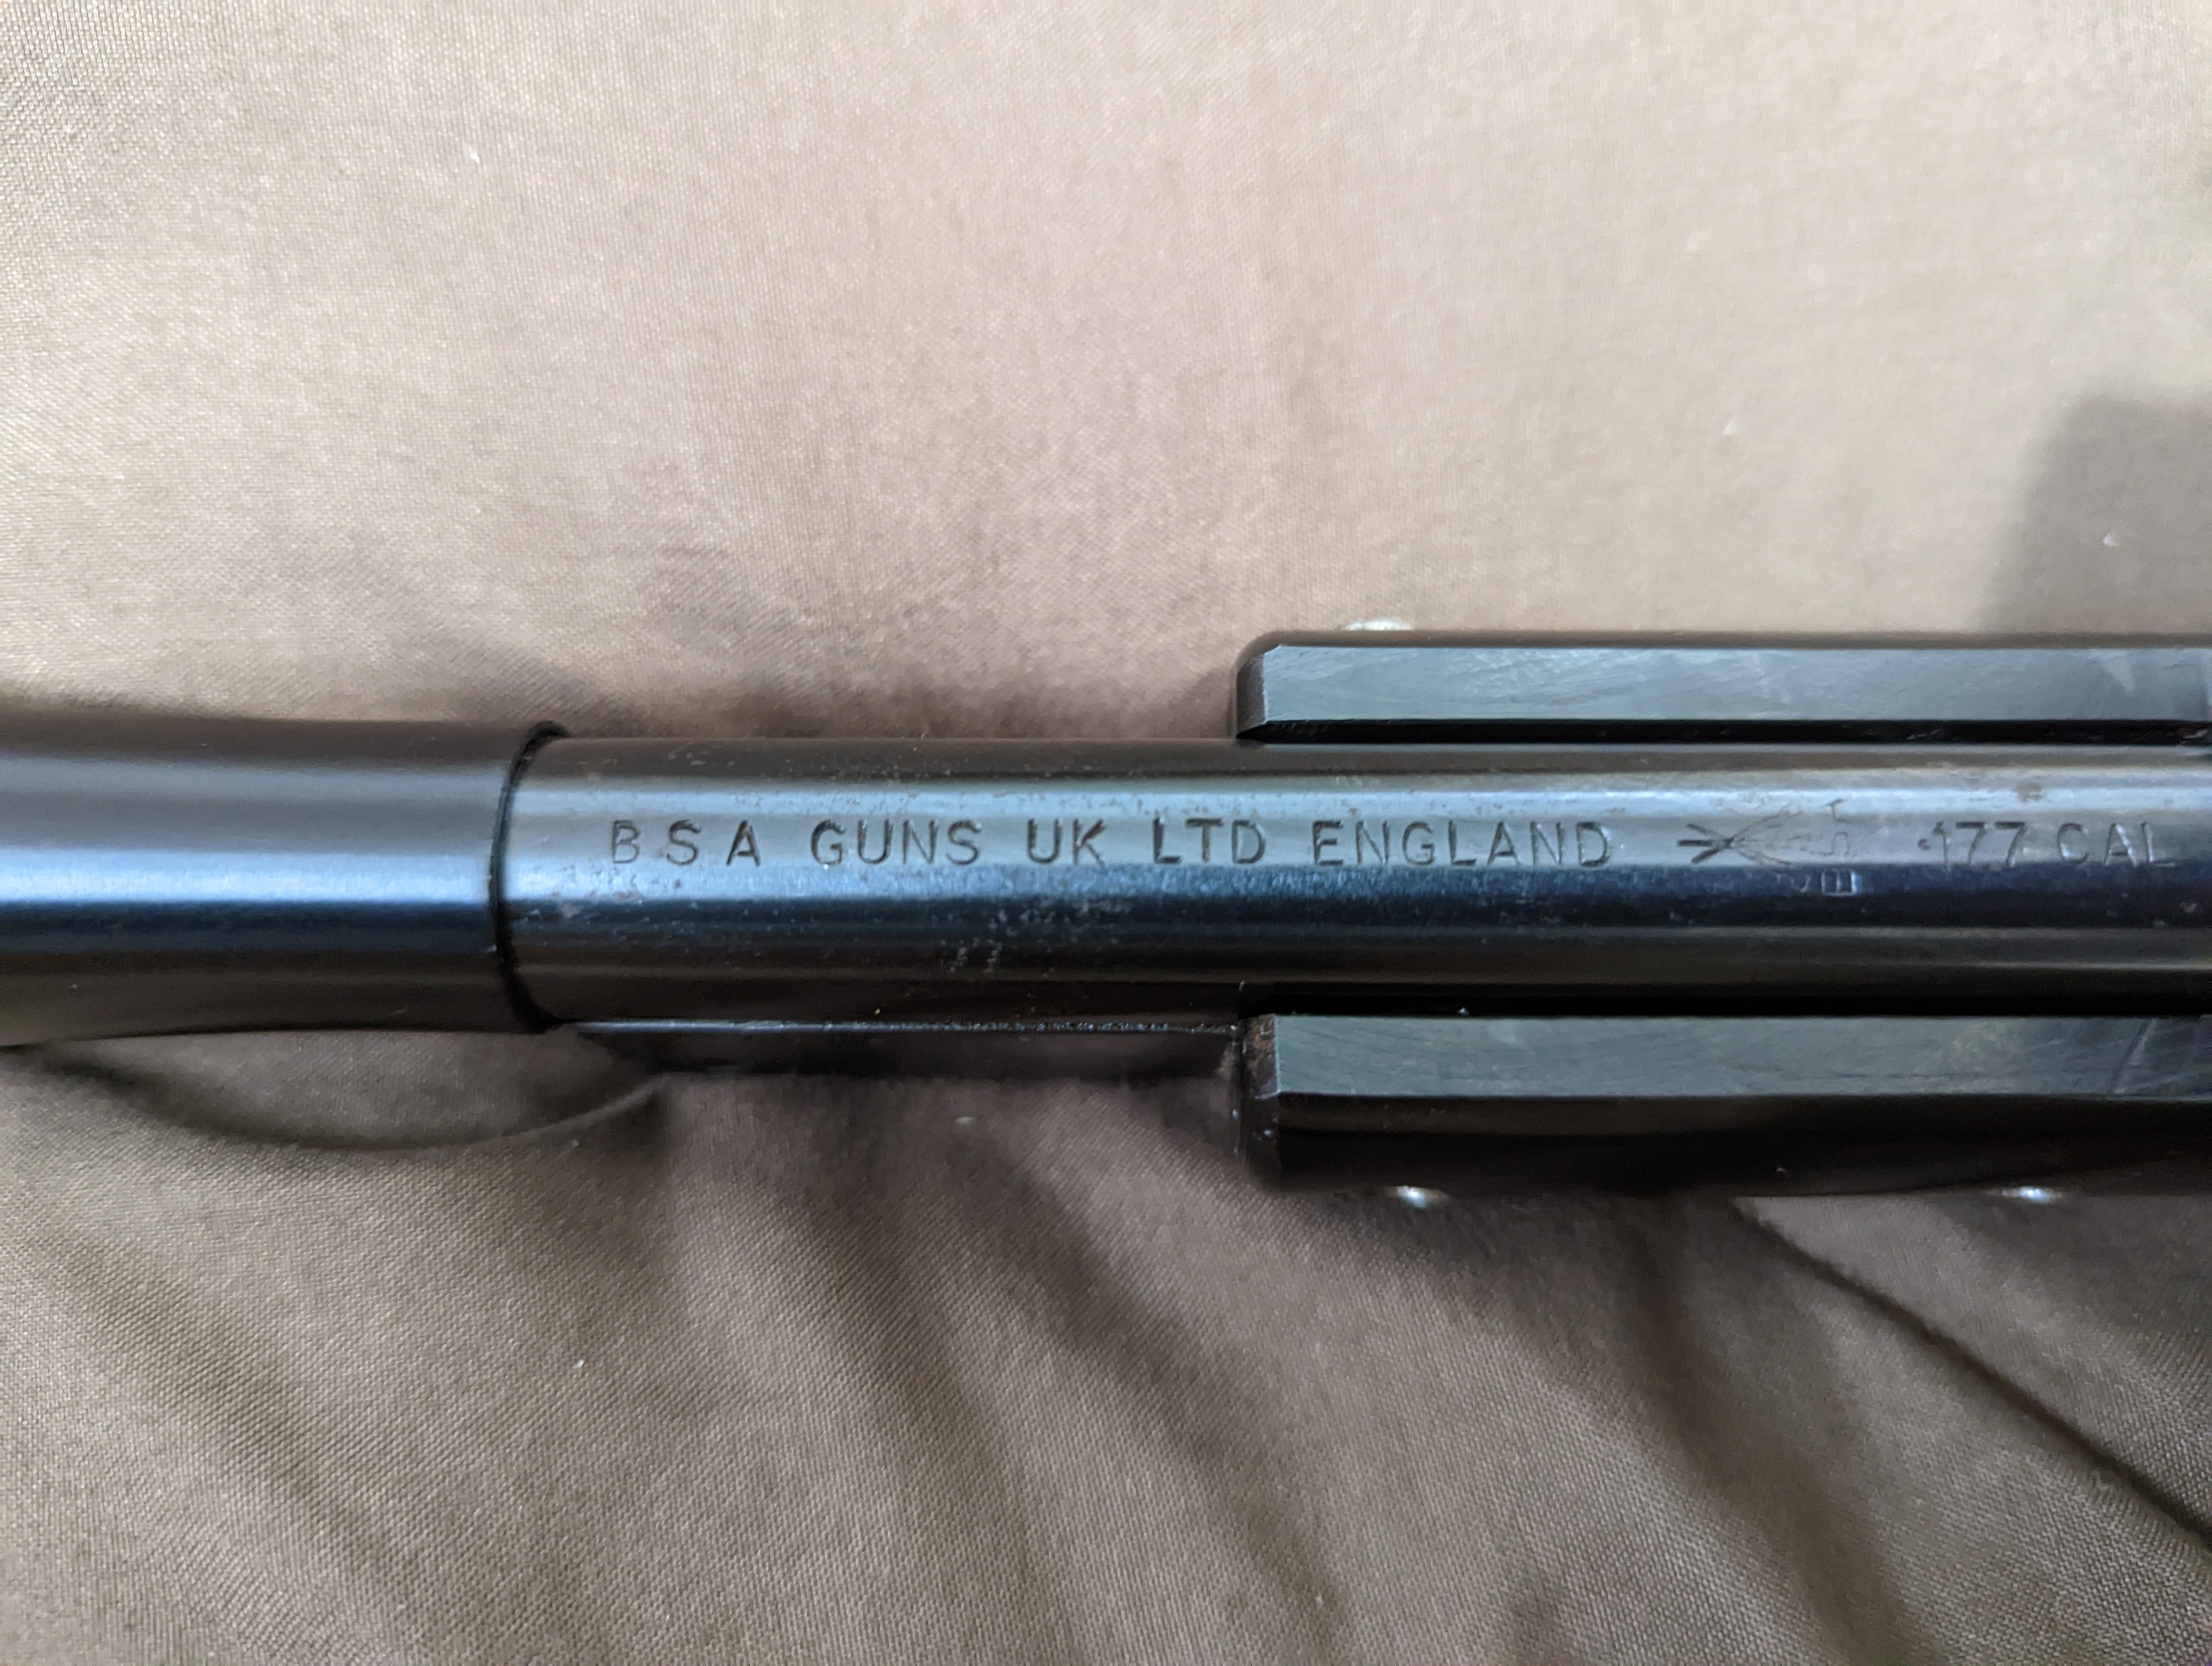 B S A GUNS UK LTD ENGLAND .177 CAL